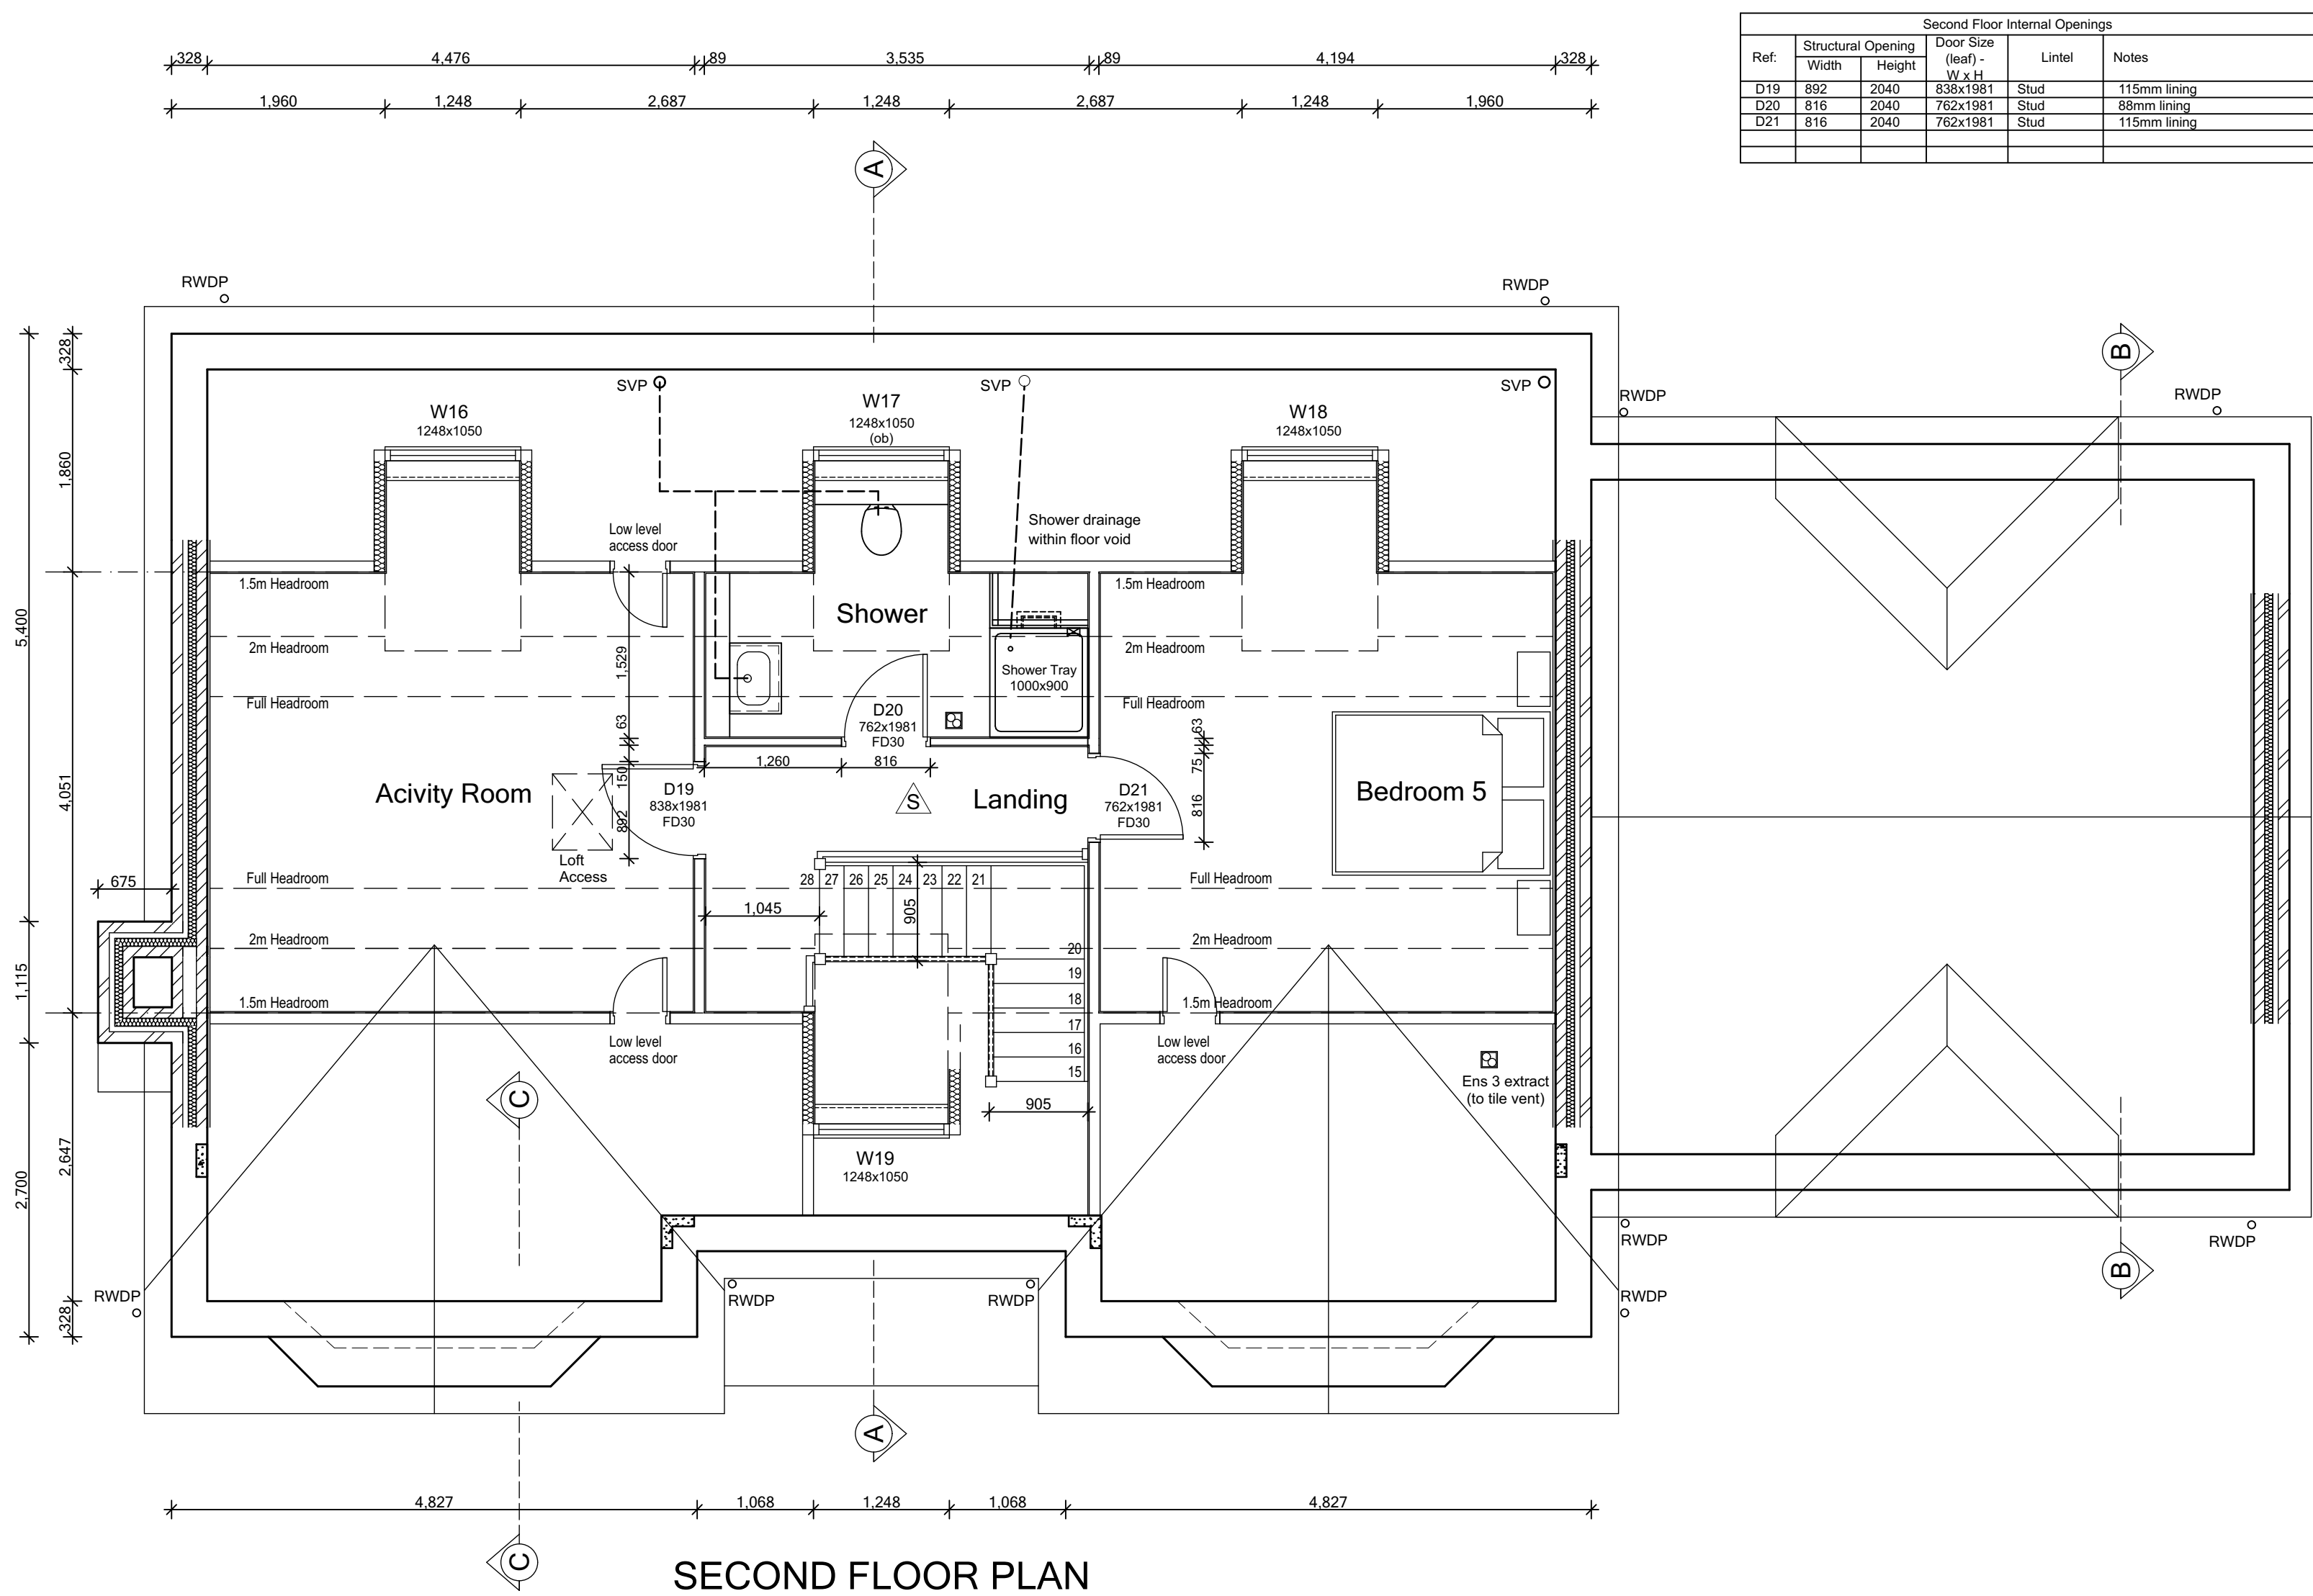 Second Floor Internal Openings
Ref: Structural Opening Door Size (leaf) - W x H Lintel Notes
Width Height
D19 892 2040 838x1981 Stud 115mm lining
D20 816 2040 762x1981 Stud 88mm lining
D21 816 2040 762x1981 Stud 115mm lining
328 4,476 89 3,535 89 4,194 328
1,960 1,248 2,687 1,248 2,687 1,248 1,960
A
RWDP
RWDP
B
328
SVP
SVP
SVP
RWDP
RWDP
W16
1248x1050
W17
1248x1050
(ob)
W18
1248x1050
1,860
Low level
access door
Shower drainage
within floor void
1.5m Headroom
1.5m Headroom
Shower
5,400
2m Headroom
2m Headroom
1,529
Shower Tray
1000x900
Full Headroom
Full Headroom
63
D20
762x1981
FD30
63
1,260
816
75
150
4,051
Acivity Room
D19
838x1981
FD30
892
S
Landing
D21
762x1981
FD30
816
Bedroom 5
Loft
Access
675
Full Headroom
28 27 26 25 24 23 22 21
Full Headroom
1,045
905
2m Headroom
2m Headroom
20
19
18
17
16
15
1,115
1.5m Headroom
1.5m Headroom
Low level
access door
Low level
access door
Ens 3 extract
(to tile vent)
C
905
2,647
2,700
W19
1248x1050
RWDP
RWDP
B
RWDP
RWDP
RWDP
RWDP
328
A
4,827 1,068 1,248 1,068 4,827
C
SECOND FLOOR PLAN